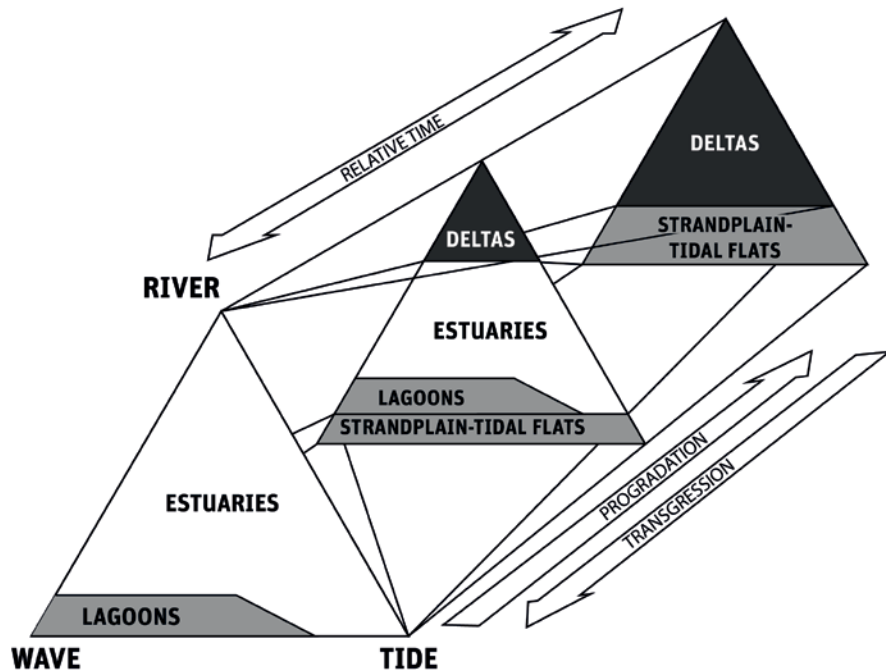 RELATIVE TIME
DELTAS
STRANDPLAIN-
TIDAL FLATS
DELTAS
RIVER
ESTUARIES
LAGOONS
STRANDPLAIN-TIDAL FLATS
ESTUARIES
PROGRADATION
TRANSGRESSION
LAGOONS
WAVE
TIDE